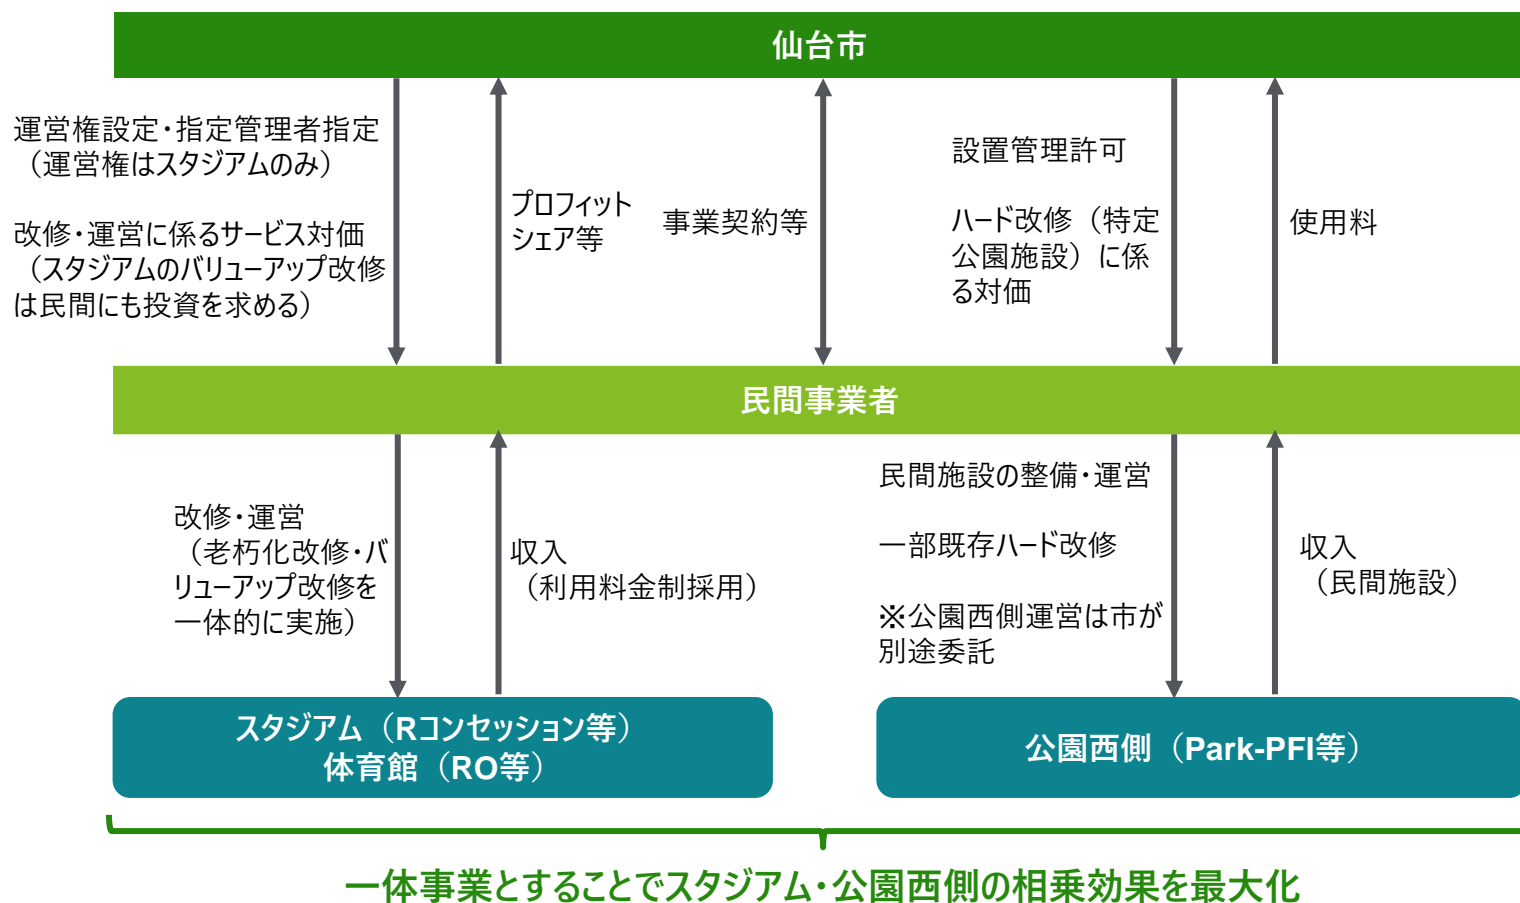 仙台市
運営権設定・指定管理者指定
（運営権はスタジアムのみ）
改修・運営に係るサービス対価
（スタジアムのバリューアップ改修
は民間にも投資を求める）
プロフィット
シェア等
事業契約等
設置管理許可
ハード改修（特定
公園施設）に係
る対価
使用料
民間事業者
改修・運営
（老朽化改修・バ
リューアップ改修を
一体的に実施）
収入
（利用料金制採用）
民間施設の整備・運営
一部既存ハード改修
※公園西側運営は市が
別途委託
収入
（民間施設）
スタジアム（Rコンセッション等）
体育館（RO等）
公園西側（Park-PFI等）
一体事業とすることでスタジアム・公園西側の相乗効果を最大化